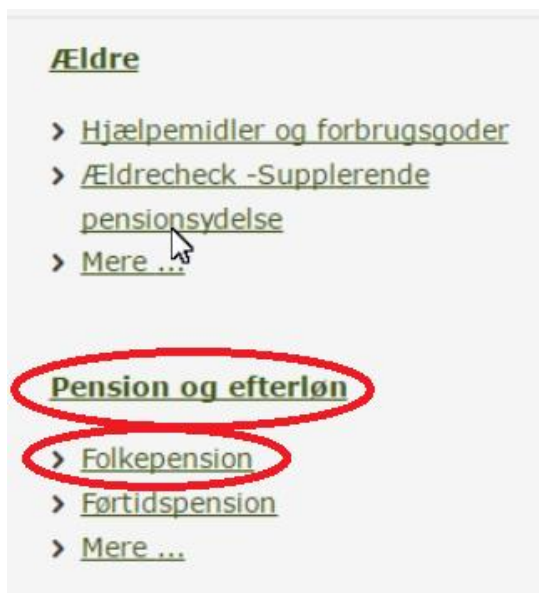 Ældre
Hjælpemidler og forbrugsgoder
Ældrecheck -Supplerende
pensionsydelse
Mere ...
Pension og efterløn
Folkepension
Førtidspension
Mere ...